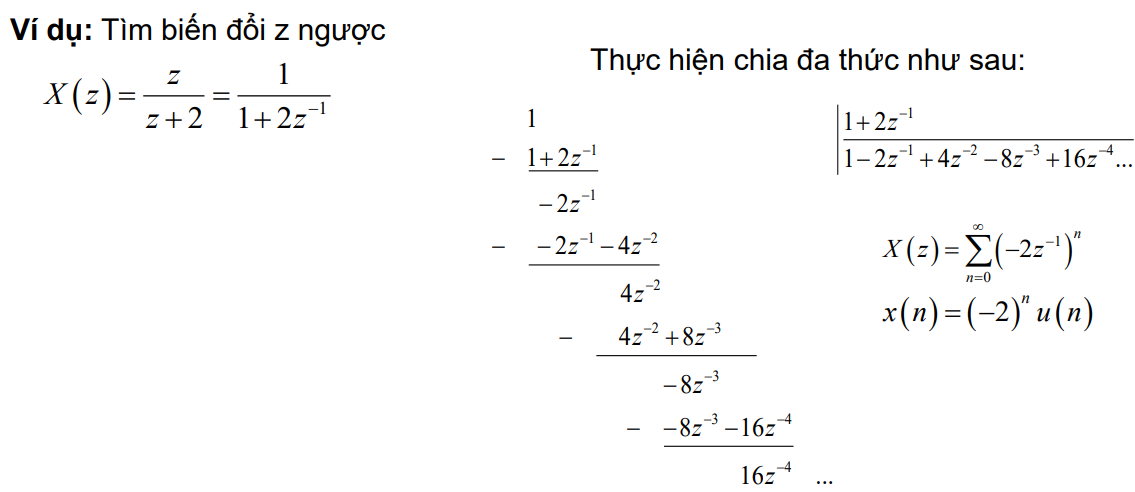 Ví dụ: Tìm biến đổi z ngược
X(z) = z/(z+2) = 1/(1+2z⁻¹)
Thực hiện chia đa thức như sau:
1 | 1+2z⁻¹
− 1+2z⁻¹ | 1−2z⁻¹+4z⁻²−8z⁻³+16z⁻⁴...
−2z⁻¹
− −2z⁻¹−4z⁻²
4z⁻²
− 4z⁻²+8z⁻³
−8z⁻³
− −8z⁻³−16z⁻⁴
16z⁻⁴ ...
X(z) = ∑_{n=0}^{∞} (−2z⁻¹)ⁿ
x(n) = (−2)ⁿ u(n)